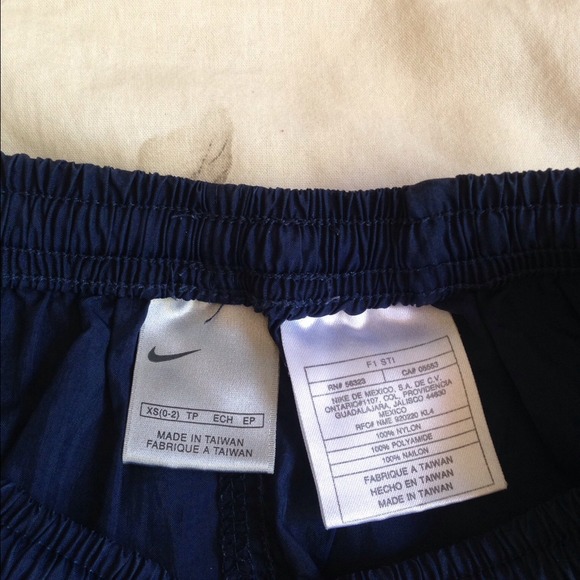 XS(0-2) TP ECH EP
MADE IN TAIWAN
FABRIQUE A TAIWAN
F1 STI
RN# 56323 CA# 05553
NIKE DE MEXICO, S.A. DE C.V.
ONTARIO#1107, COL. PROVIDENCIA
GUADALAJARA, JALISCO 44630
MEXICO
RFC# NME 920220 KL4
100% NYLON
100% POLYAMIDE
100% NAILON
FABRIQUE A TAIWAN
HECHO EN TAIWAN
MADE IN TAIWAN